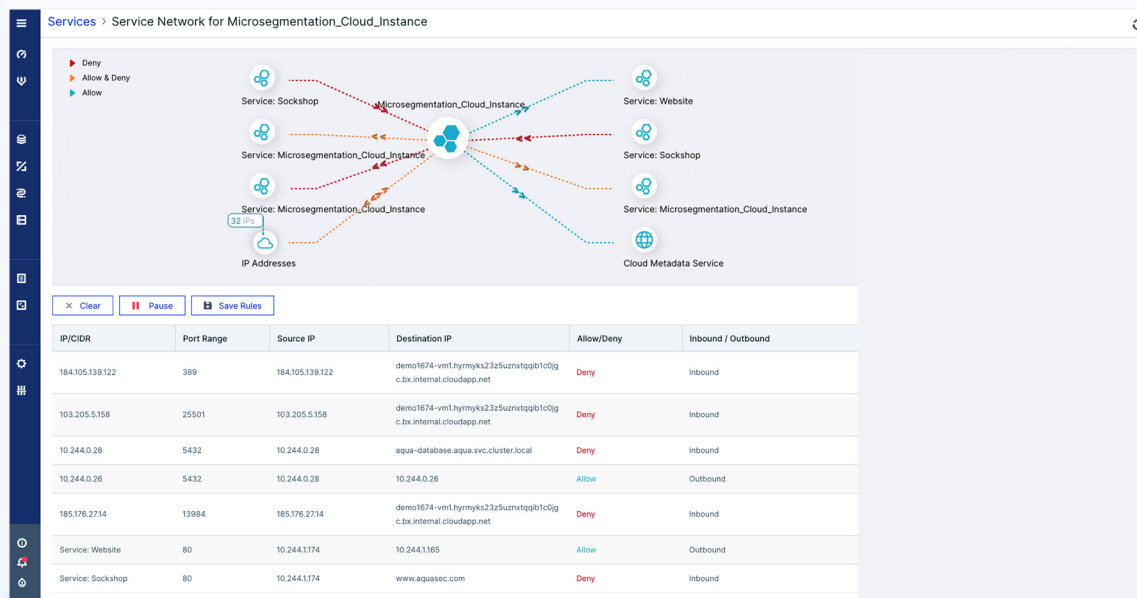 Services > Service Network for Microsegmentation_Cloud_Instance
Deny
Allow & Deny
Allow
Service: Sockshop
Microsegmentation_Cloud_Instance
Service: Website
Service: Microsegmentation_Cloud_Instance
Service: Sockshop
Service: Microsegmentation_Cloud_Instance
Service: Microsegmentation_Cloud_Instance
32 IPs
IP Addresses
Cloud Metadata Service
Clear
Pause
Save Rules
IP/CIDR Port Range Source IP Destination IP Allow/Deny Inbound / Outbound
184.105.139.122 389 184.105.139.122 demo1674-vm1.hyrmyks23z5uznxtqqib1c0jg
c.bx.internal.cloudapp.net Deny Inbound
103.205.5.158 25501 103.205.5.158 demo1674-vm1.hyrmyks23z5uznxtqqib1c0jg
c.bx.internal.cloudapp.net Deny Inbound
10.244.0.28 5432 10.244.0.28 aqua-database.aqua.svc.cluster.local Deny Inbound
10.244.0.26 5432 10.244.0.28 10.244.0.26 Allow Outbound
185.176.27.14 13984 185.176.27.14 demo1674-vm1.hyrmyks23z5uznxtqqib1c0jg
c.bx.internal.cloudapp.net Deny Inbound
Service: Website 80 10.244.1.174 10.244.1.165 Allow Outbound
Service: Sockshop 80 10.244.1.174 www.aquasec.com Deny Inbound